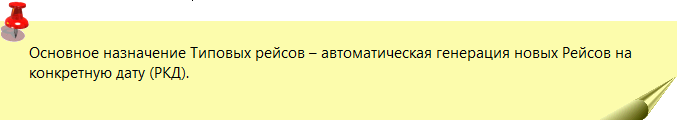 Основное назначение Типовых рейсов – автоматическая генерация новых Рейсов на
конкретную дату (РКД).